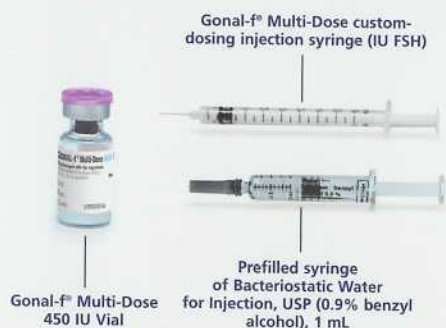 Gonal-f® Multi-Dose custom-
dosing injection syringe (IU FSH)
Gonal-f® Multi-Dose
450 IU Vial
Prefilled syringe
of Bacteriostatic Water
for Injection, USP (0.9% benzyl
alcohol), 1 mL